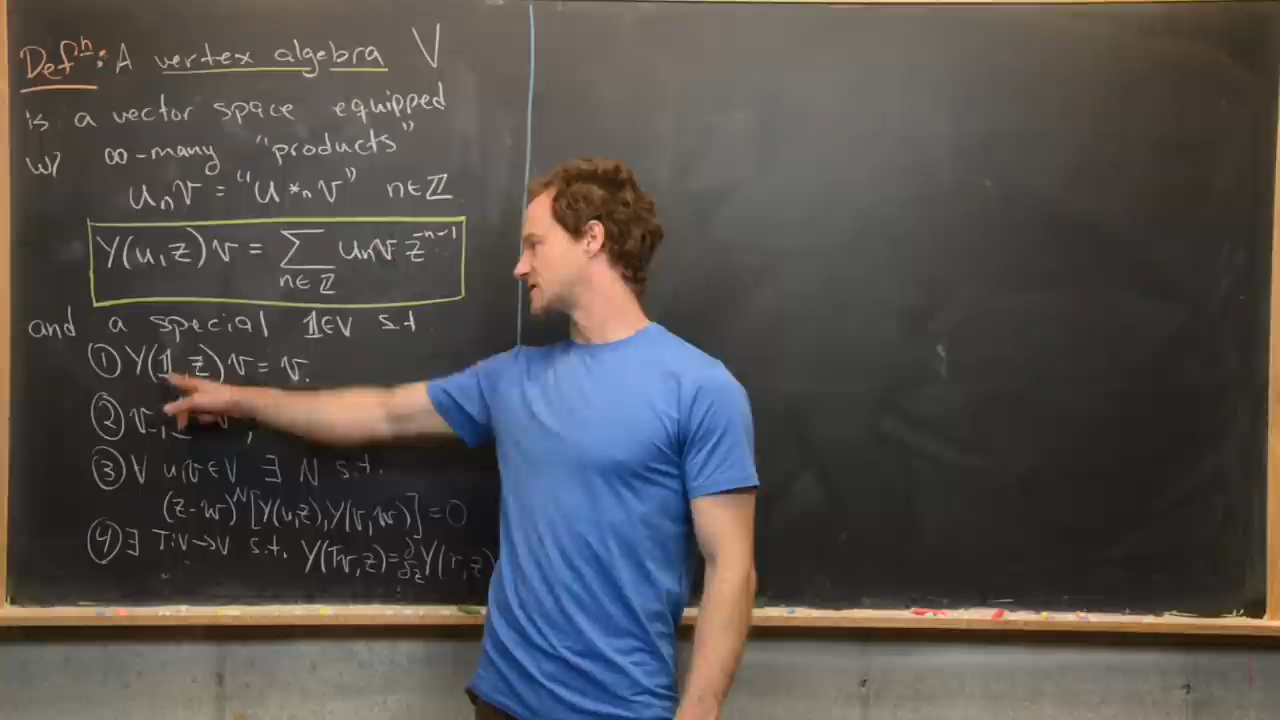 Defⁿ: A vertex algebra V
is a vector space equipped
w/ ∞-many "products"
uₙv = "u *ₙ v" n∈ℤ
Y(u,z)v = ∑_{n∈ℤ} uₙv z^{-n-1}
and a special 𝟙∈V s.t
① Y(𝟙,z)v = v.
② v₋₁
③ ∀ u,v∈V ∃ N s.t.
(z-w)^N [Y(u,z),Y(v,w)] = 0
④ ∃ T:V→V s.t. Y(Tv,z) = ∂/∂z Y(v,z)